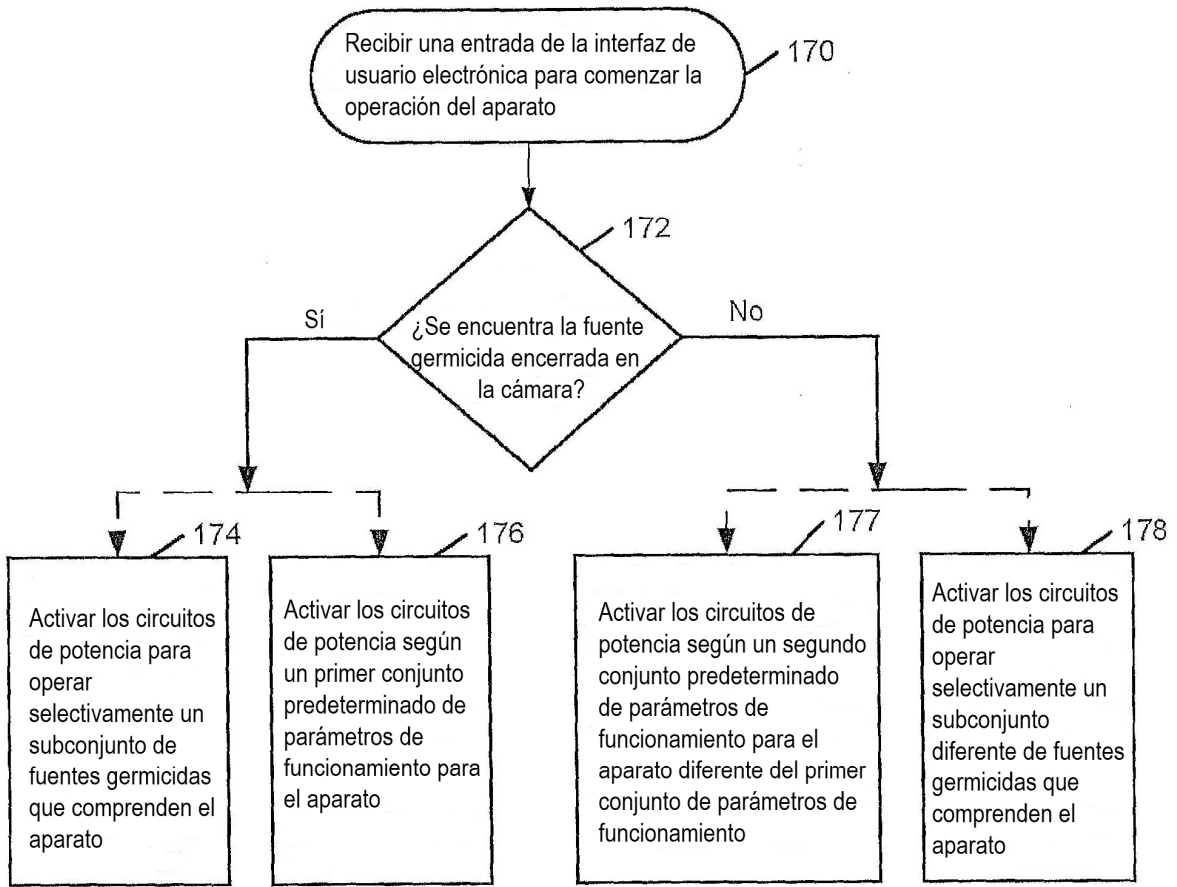 Recibir una entrada de la interfaz de
usuario electrónica para comenzar la
operación del aparato
170
172
¿Se encuentra la fuente
germicida encerrada en
la cámara?
Sí
No
174
Activar los circuitos
de potencia para
operar
selectivamente un
subconjunto de
fuentes germicidas
que comprenden el
aparato
176
Activar los circuitos
de potencia según
un primer conjunto
predeterminado de
parámetros de
funcionamiento para
el aparato
177
Activar los circuitos de
potencia según un segundo
conjunto predeterminado
de parámetros de
funcionamiento para el
aparato diferente del primer
conjunto de parámetros de
funcionamiento
178
Activar los circuitos
de potencia para
operar
selectivamente un
subconjunto
diferente de fuentes
germicidas que
comprenden el
aparato